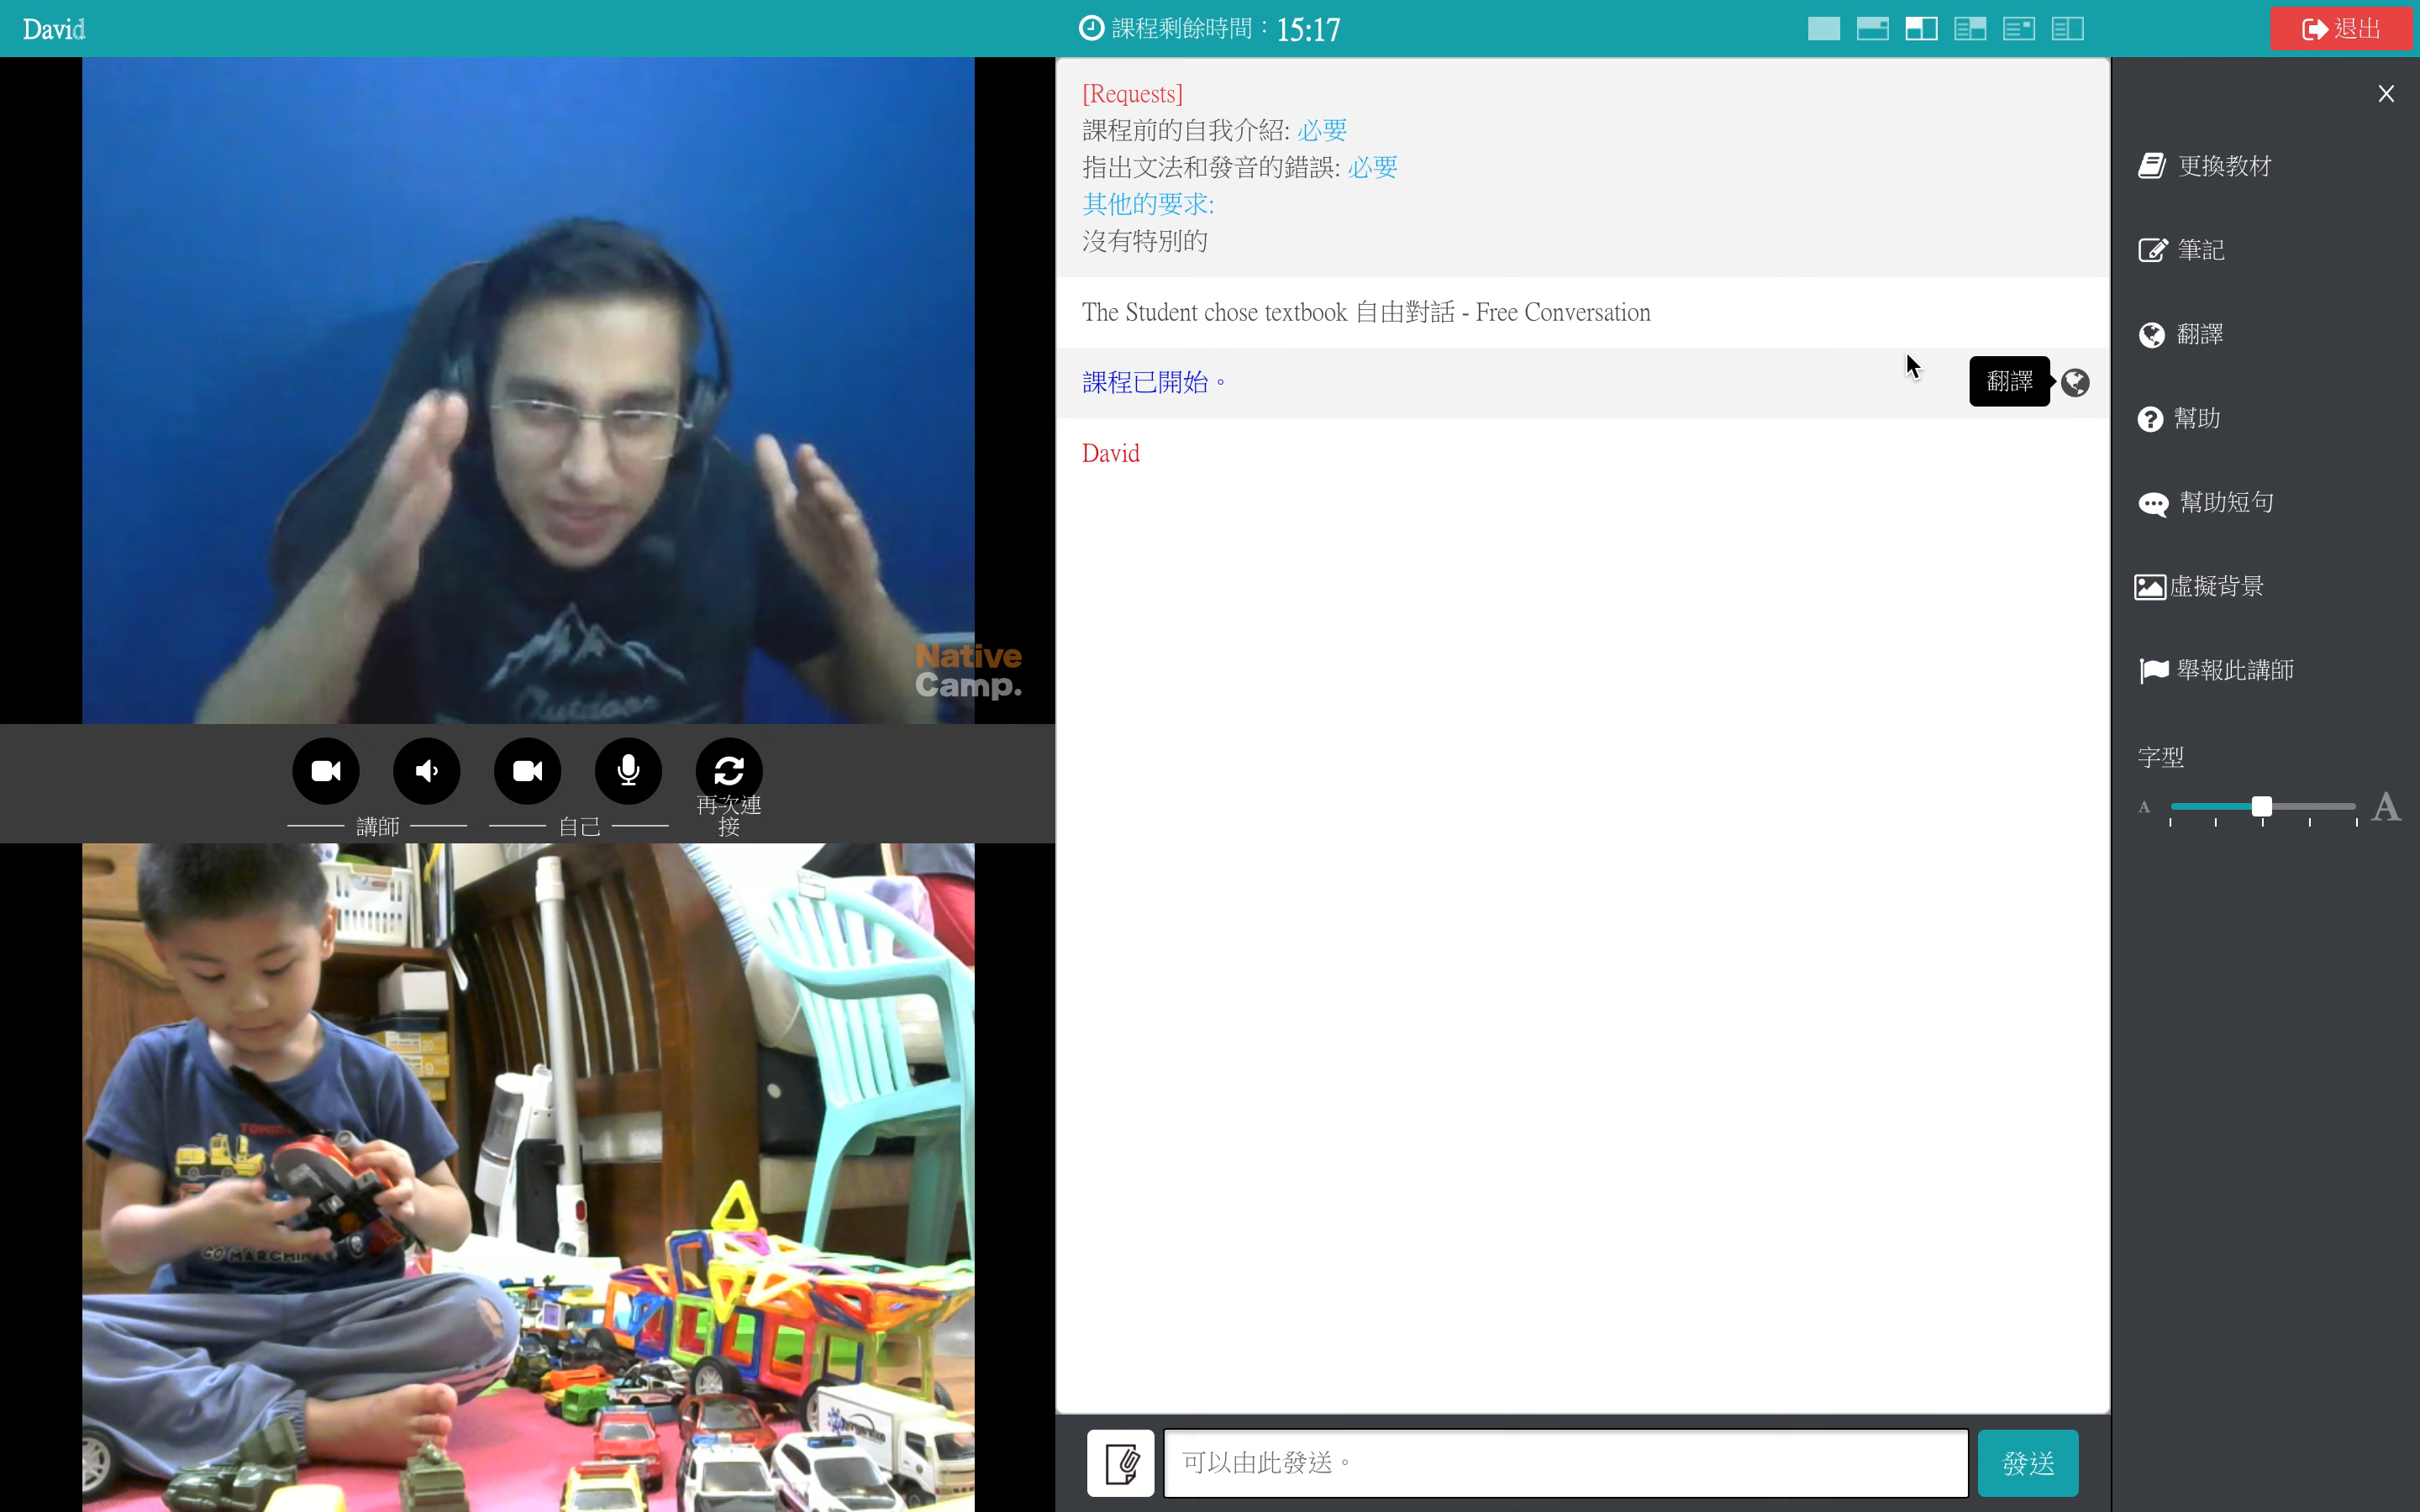 David
課程剩餘時間：15:17
退出
[Requests]
課程前的自我介紹: 必要
指出文法和發音的錯誤: 必要
其他的要求:
沒有特別的
The Student chose textbook 自由對話 - Free Conversation
課程已開始。
翻譯
David
Native
Camp.
Outdoor
講師
自己
再次連
接
TOMICA
GO MARCHIN
更換教材
筆記
翻譯
幫助
幫助短句
虛擬背景
舉報此講師
字型
A
A
可以由此發送。
發送